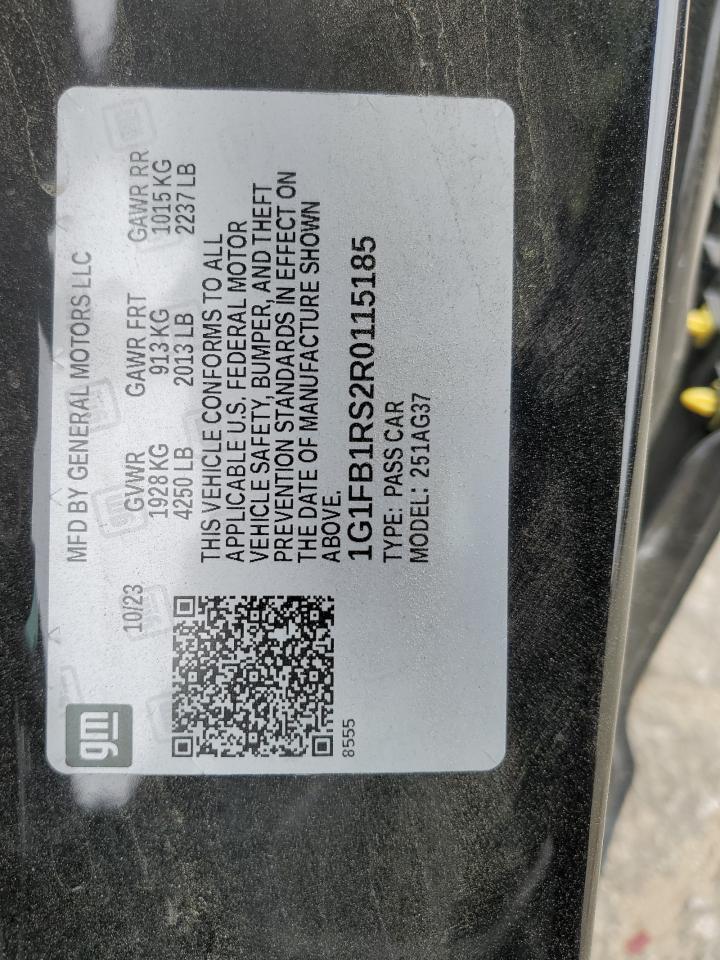 gm
10/23
MFD BY GENERAL MOTORS LLC
GVWR GAWR FRT GAWR RR
1928 KG 913 KG 1015 KG
4250 LB 2013 LB 2237 LB
THIS VEHICLE CONFORMS TO ALL
APPLICABLE U.S. FEDERAL MOTOR
VEHICLE SAFETY, BUMPER, AND THEFT
PREVENTION STANDARDS IN EFFECT ON
THE DATE OF MANUFACTURE SHOWN
ABOVE.
1G1FB1RS2R0115185
TYPE: PASS CAR
MODEL: 251AG37
8555